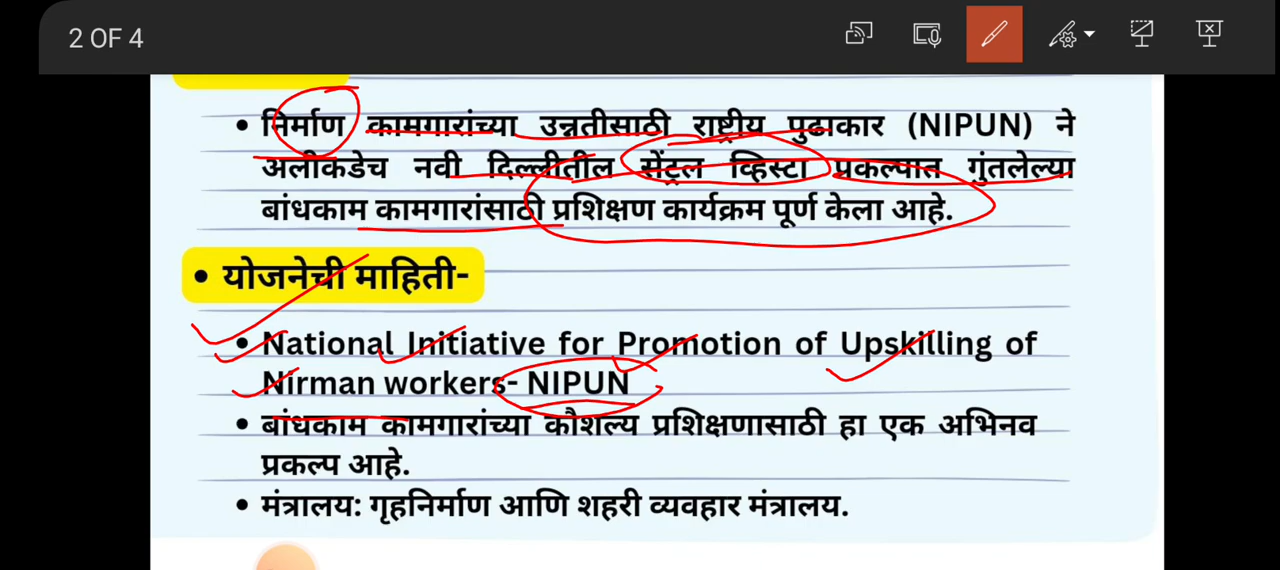 2 OF 4
• निर्माण कामगारांच्या उन्नतीसाठी राष्ट्रीय पुढाकार (NIPUN) ने
अलीकडेच नवी दिल्लीतील सेंट्रल व्हिस्टा प्रकल्पात गुंतलेल्या
बांधकाम कामगारांसाठी प्रशिक्षण कार्यक्रम पूर्ण केला आहे.
• योजनेची माहिती-
• National Initiative for Promotion of Upskilling of
Nirman workers- NIPUN
• बांधकाम कामगारांच्या कौशल्य प्रशिक्षणासाठी हा एक अभिनव
प्रकल्प आहे.
• मंत्रालय: गृहनिर्माण आणि शहरी व्यवहार मंत्रालय.